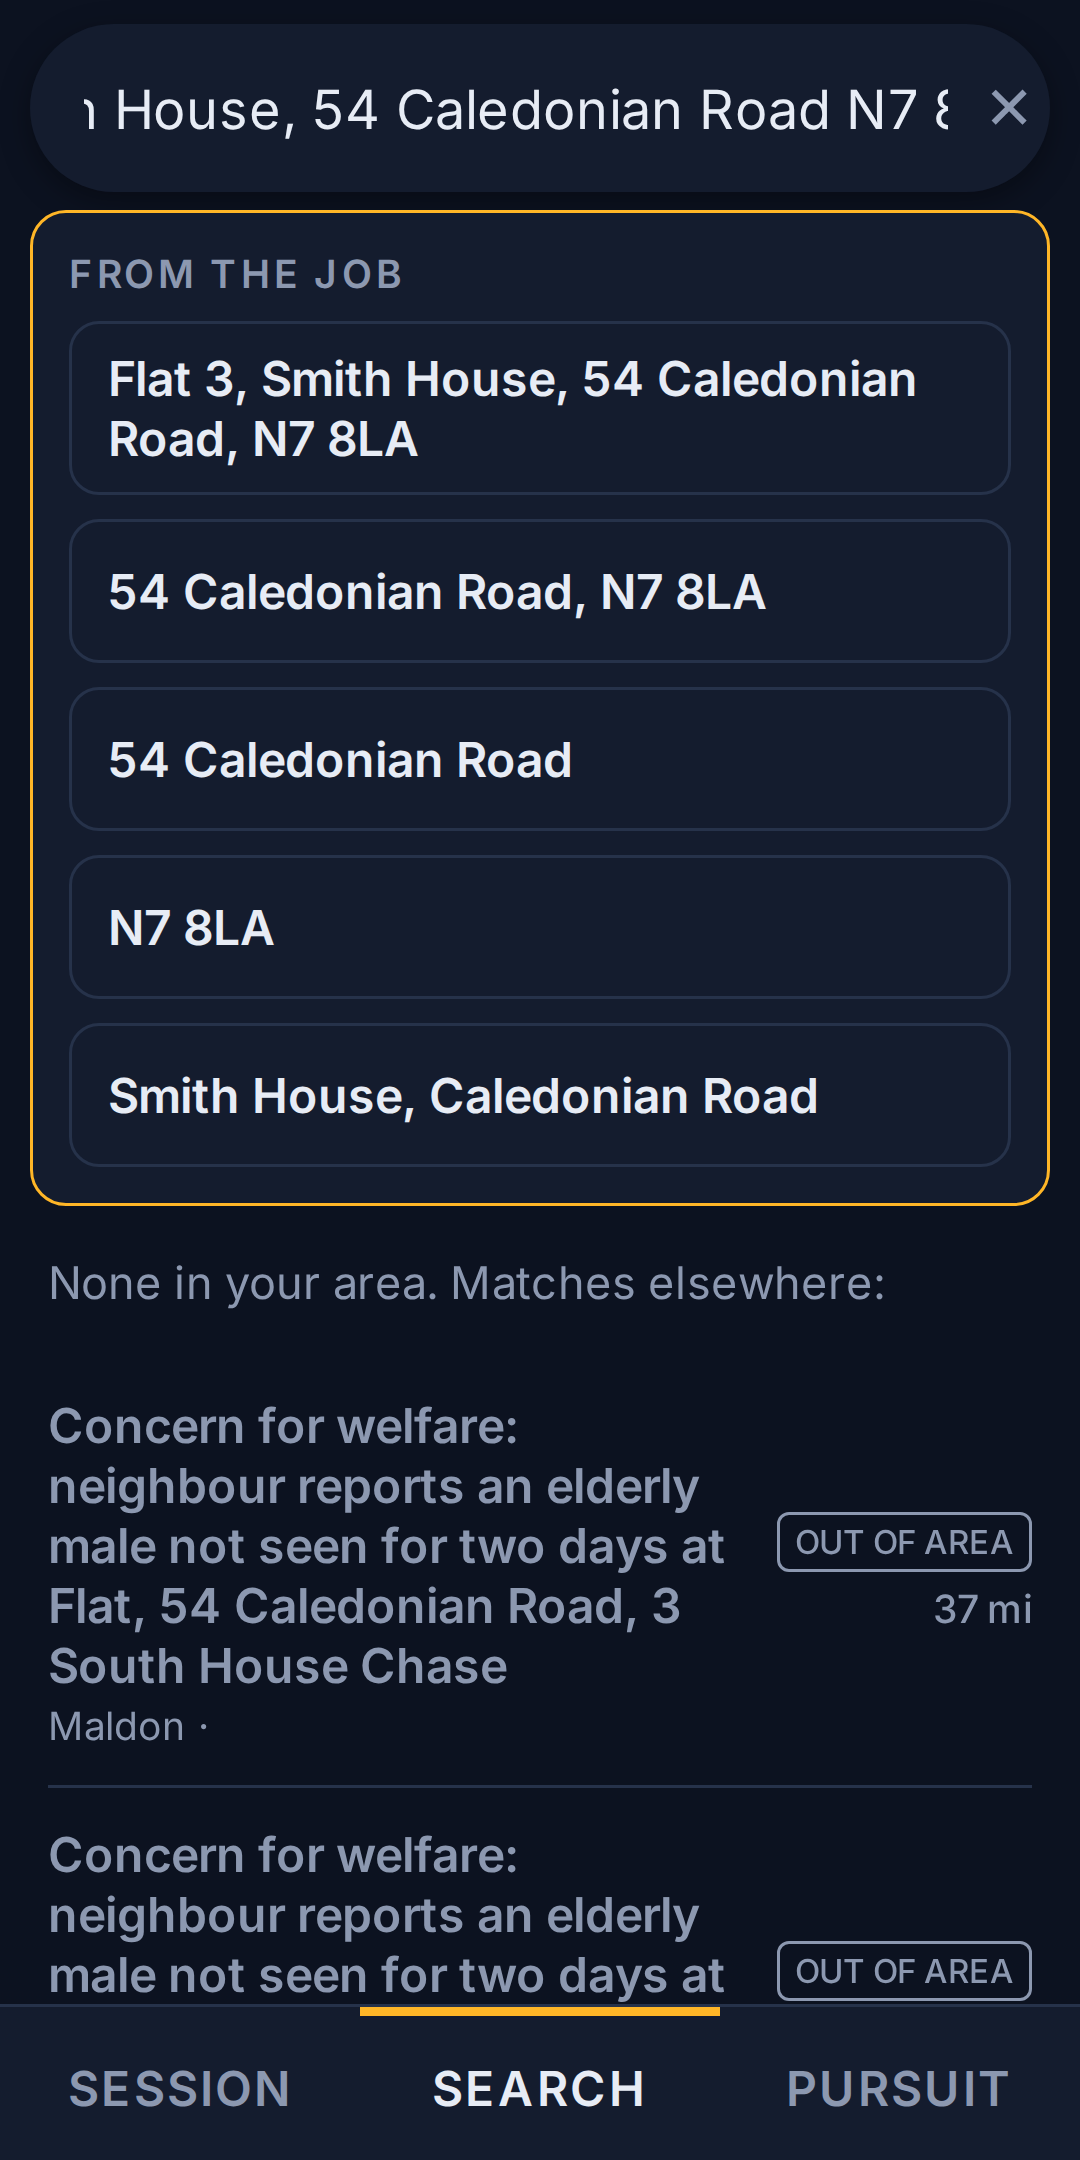 House, 54 Caledonian Road N7
FROM THE JOB
Flat 3, Smith House, 54 Caledonian
Road, N7 8LA
54 Caledonian Road, N7 8LA
54 Caledonian Road
N7 8LA
Smith House, Caledonian Road
None in your area. Matches elsewhere:
Concern for welfare:
neighbour reports an elderly
male not seen for two days at
Flat, 54 Caledonian Road, 3
South House Chase
Maldon ·
OUT OF AREA
37 mi
Concern for welfare:
neighbour reports an elderly
male not seen for two days at
OUT OF AREA
SESSION
SEARCH
PURSUIT